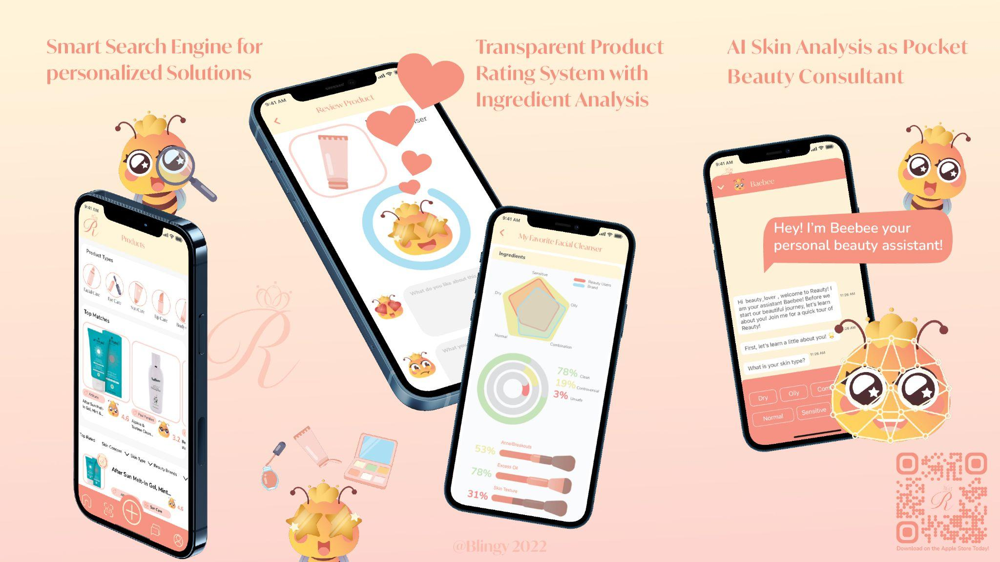 Smart Search Engine for
personalized Solutions
Transparent Product
Rating System with
Ingredient Analysis
AI Skin Analysis as Pocket
Beauty Consultant
9:41 AM
R
Products
Product Types
Facial Care
Eye Care
Sun Care
Lip Care
Body
Top Matches
Attitude
After Sun Melt-
in Gel, Mint &...
4.6
Paul Penders
Alpinia &
Teatree Clean...
3.2
Be
Top Rated
Skin Concern
Skin Type
Beauty Brands
After Sun Melt-In Gel, Mint...
Sun Care
4.6
R
9:41 AM
Review Product
ser
What do you like about this
What you
9:41 AM
My Favorite Facial Cleanser
Ingredients
Sensitive
Reauty Users
Brand
Dry
Oily
Normal
Combination
78% Clean
19% Controversial
3% Unsafe
Acne/Breakouts
53%
Excess Oil
78%
Skin Texture
31%
9:41 AM
Baebee
Hey! I'm Beebee your
personal beauty assistant!
Hi beauty_lover , welcome to Reauty! I
am your assistant Baebee! Before we
start our beautiful journey, let's learn
about you! Join me for a quick tour of
Reauty!
11:26 AM
First, let's learn a little about you!
:26 AM
What is your skin type?
11:26 AM
Dry
Oily
Com
Normal
Sensitive
R
Download on the Apple Store Today!
@Blingy 2022